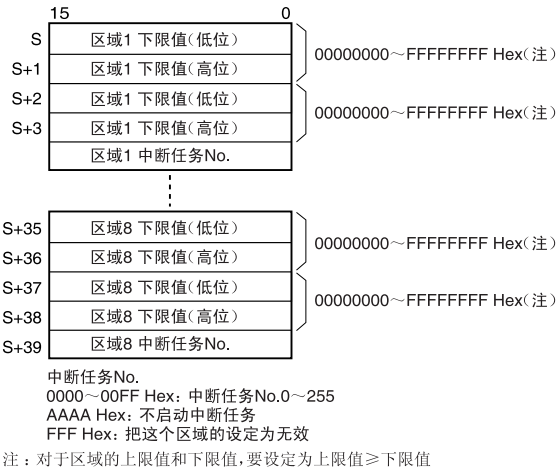 15 0
S 区域1 下限值(低位)
00000000～FFFFFFFF Hex(注)
S+1 区域1 下限值(高位)
S+2 区域1 下限值(低位)
00000000～FFFFFFFF Hex(注)
S+3 区域1 下限值(高位)
区域1 中断任务No.
S+35 区域8 下限值(低位)
00000000～FFFFFFFF Hex(注)
S+36 区域8 下限值(高位)
S+37 区域8 下限值(低位)
00000000～FFFFFFFF Hex(注)
S+38 区域8 下限值(高位)
S+39 区域8 中断任务No.
中断任务No.
0000～00FF Hex: 中断任务No.0～255
AAAA Hex: 不启动中断任务
FFF Hex: 把这个区域的设定为无效
注: 对于区域的上限值和下限值,要设定为上限值≥下限值